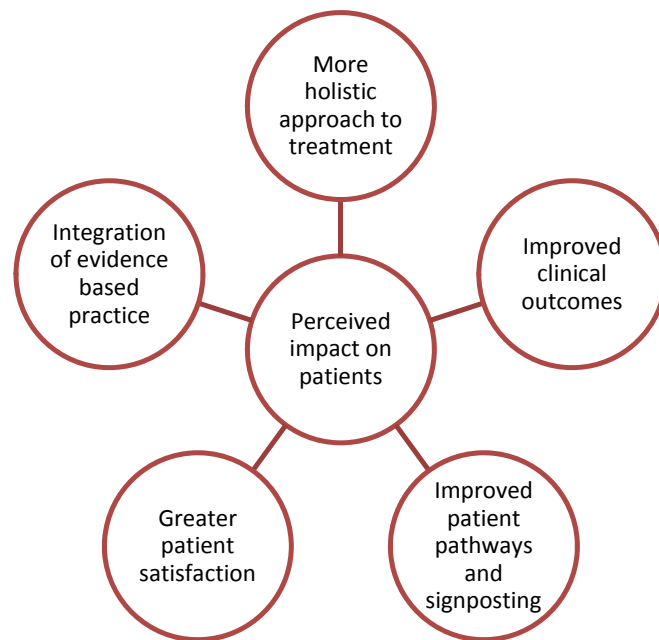 More
holistic
approach to
treatment
Integration
of evidence
based
practice
Improved
clinical
outcomes
Perceived
impact on
patients
Greater
patient
satisfaction
Improved
patient
pathways
and
signposting